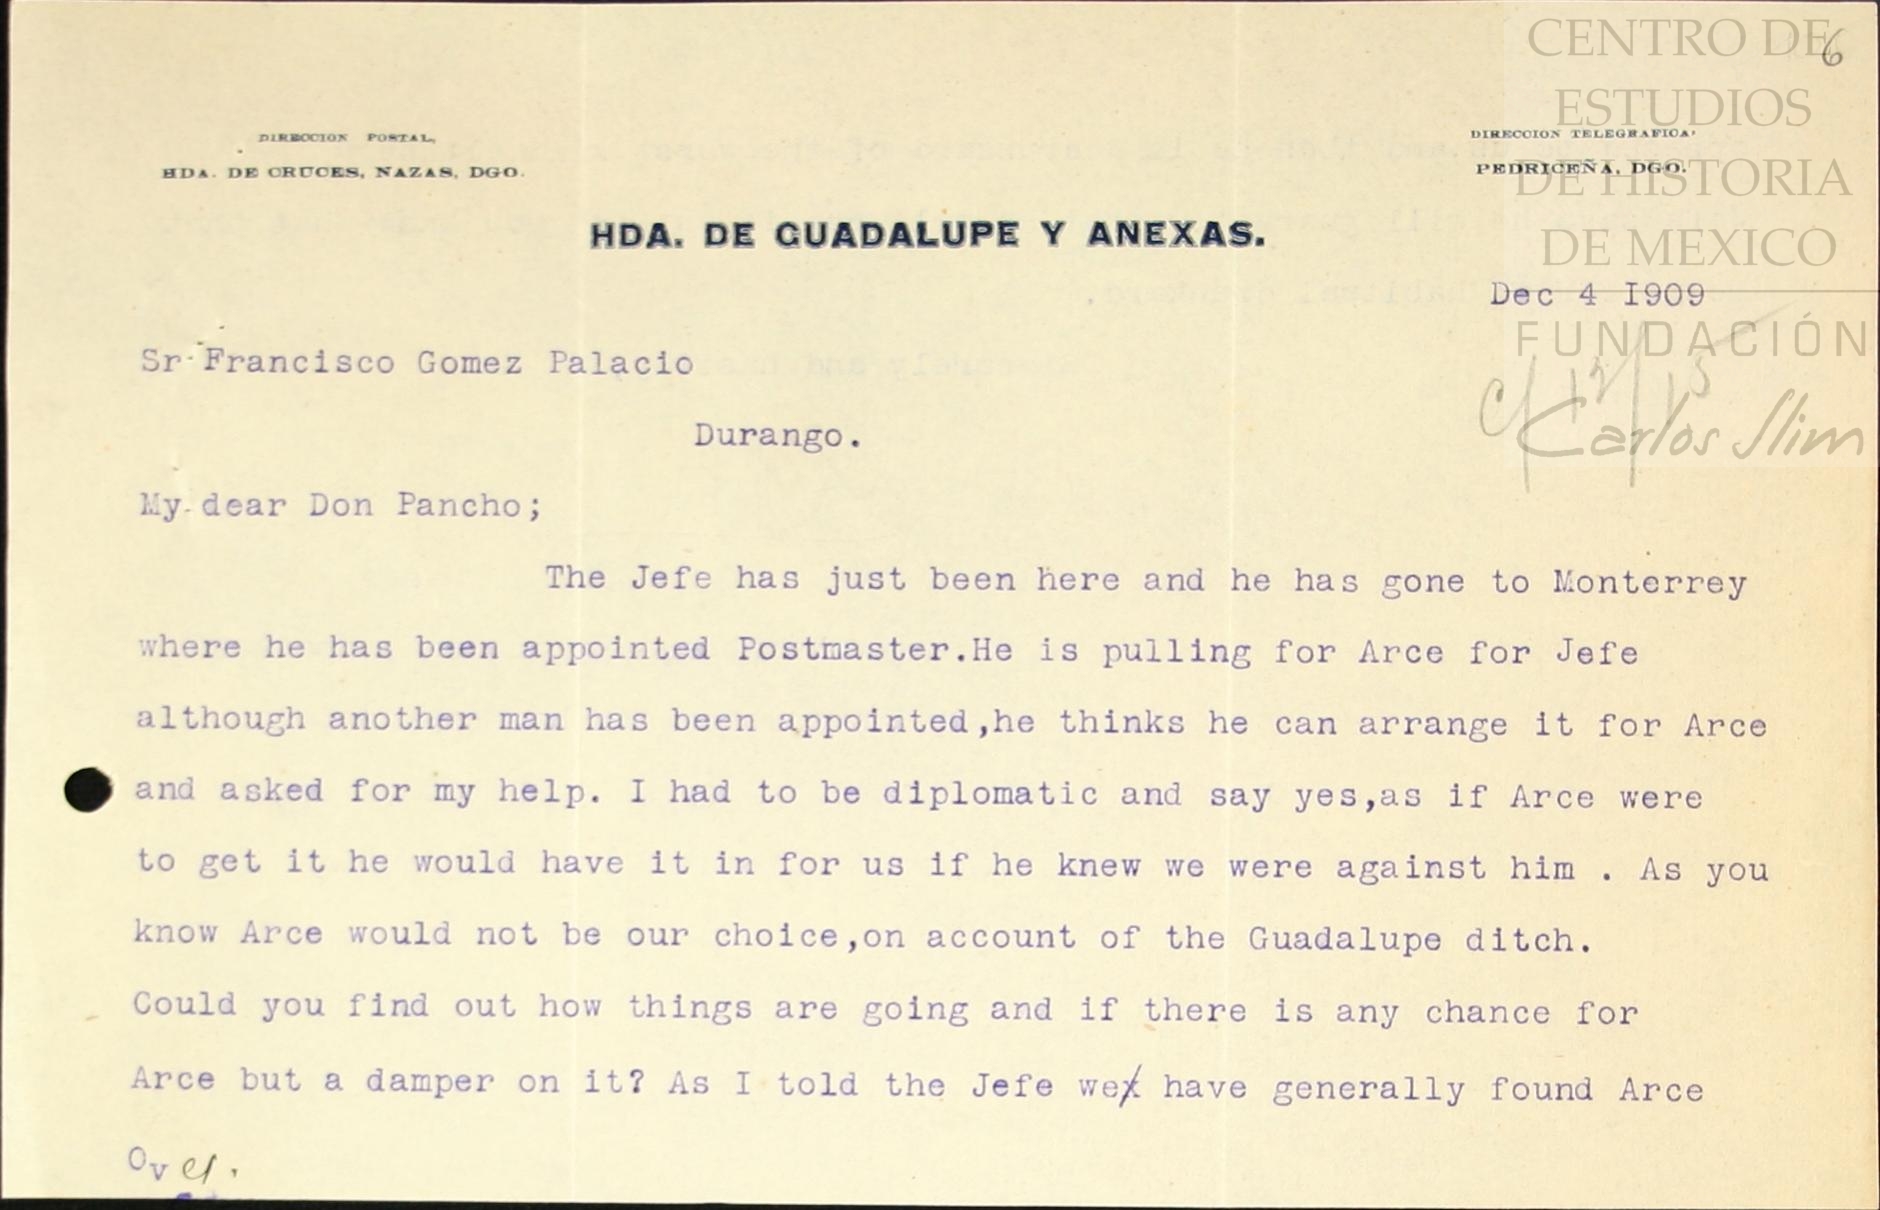 CENTRO DE
ESTUDIOS
DE HISTORIA
DE MEXICO
FUNDACIÓN
Carlos Slim
6
DIRECCION POSTAL,
HDA. DE CRUCES, NAZAS, DGO.
DIRECCION TELEGRAFICA:
PEDRICEÑA, DGO.
HDA. DE GUADALUPE Y ANEXAS.
Dec 4 I909
c/ 12/15
Sr Francisco Gomez Palacio
Durango.
My dear Don Pancho;
The Jefe has just been here and he has gone to Monterrey
where he has been appointed Postmaster.He is pulling for Arce for Jefe
although another man has been appointed,he thinks he can arrange it for Arce
and asked for my help. I had to be diplomatic and say yes,as if Arce were
to get it he would have it in for us if he knew we were against him . As you
know Arce would not be our choice,on account of the Guadalupe ditch.
Could you find out how things are going and if there is any chance for
Arce but a damper on it? As I told the Jefe we have generally found Arce
Over.